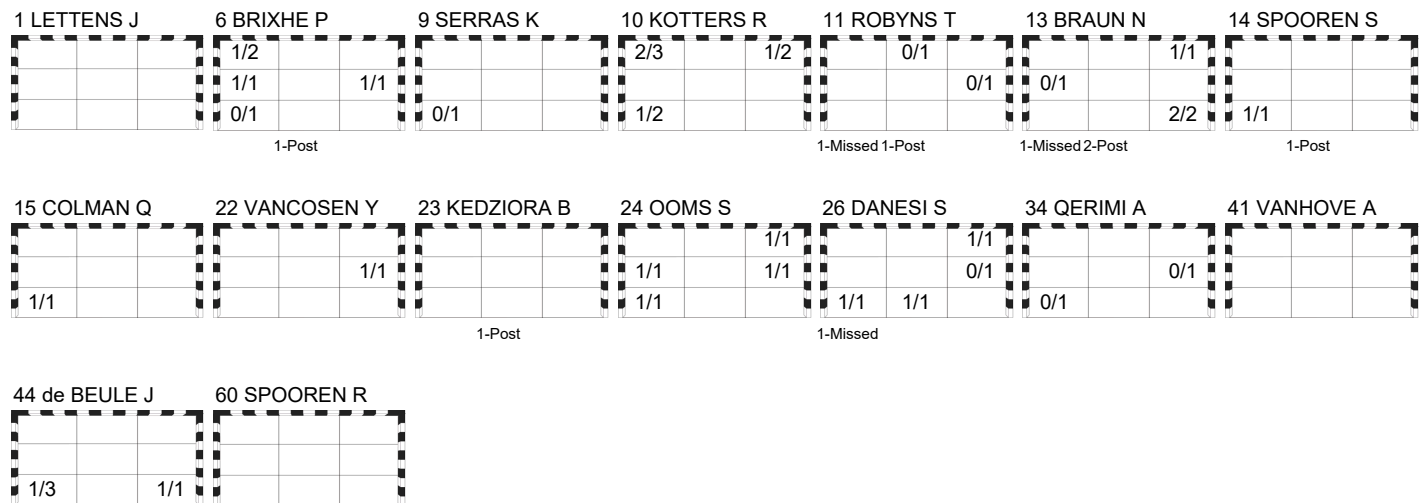 1 LETTENS J 6 BRIXHE P 9 SERRAS K 10 KOTTERS R 11 ROBYNS T 13 BRAUN N 14 SPOOREN S
1/2 2/3 1/2 0/1 1/1
1/1 1/1 0/1 0/1
0/1 0/1 1/2 2/2 1/1
1-Post 1-Missed 1-Post 1-Missed 2-Post 1-Post
15 COLMAN Q 22 VANCOSEN Y 23 KEDZIORA B 24 OOMS S 26 DANESI S 34 QERIMI A 41 VANHOVE A
1/1 1/1
1/1 1/1 1/1 0/1 0/1
1/1 1/1 1/1 1/1 0/1
1-Post 1-Missed
44 de BEULE J 60 SPOOREN R
1/3 1/1